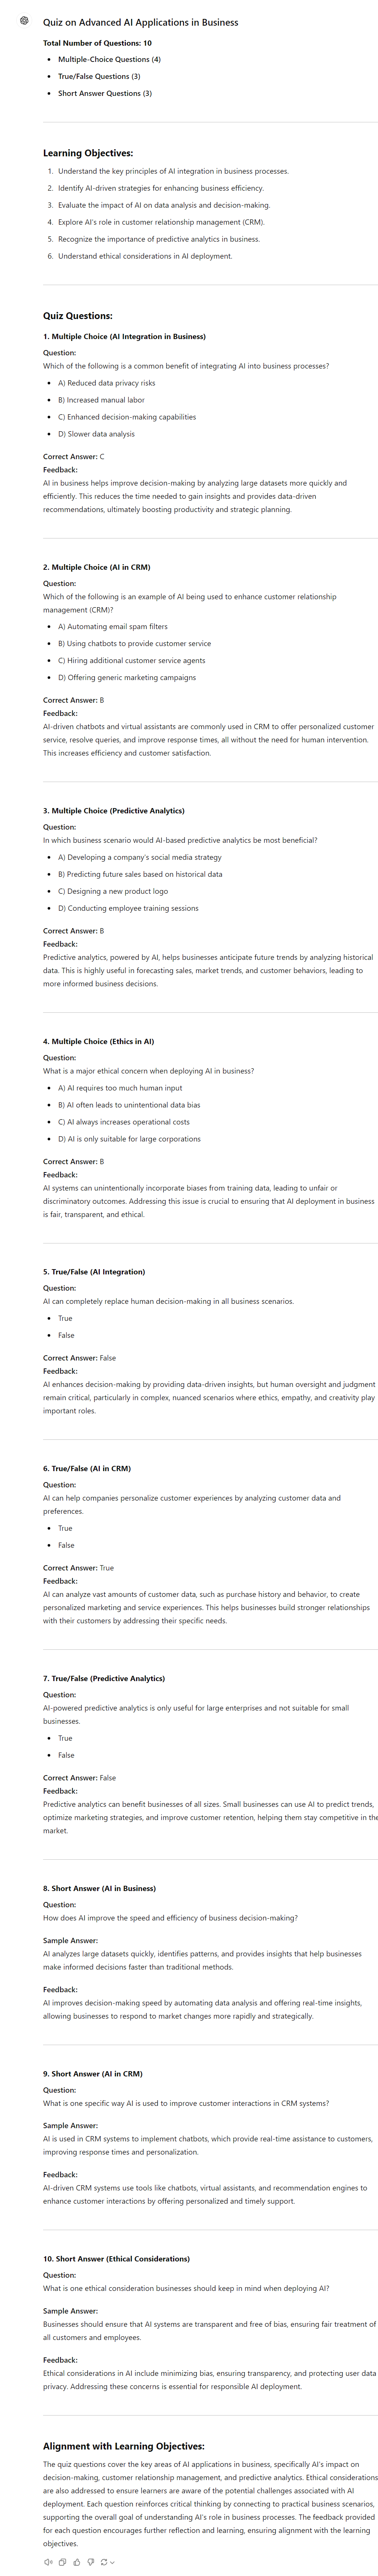 Quiz on Advanced AI Applications in Business
Total Number of Questions: 10
• Multiple-Choice Questions (4)
• True/False Questions (3)
• Short Answer Questions (3)
Learning Objectives:
1. Understand the key principles of AI integration in business processes.
2. Identify AI-driven strategies for enhancing business efficiency.
3. Evaluate the impact of AI on data analysis and decision-making.
4. Explore AI's role in customer relationship management (CRM).
5. Recognize the importance of predictive analytics in business.
6. Understand ethical considerations in AI deployment.
Quiz Questions:
1. Multiple Choice (AI Integration in Business)
Question:
Which of the following is a common benefit of integrating AI into business processes?
• A) Reduced data privacy risks
• B) Increased manual labor
• C) Enhanced decision-making capabilities
• D) Slower data analysis
Correct Answer: C
Feedback:
AI in business helps improve decision-making by analyzing large datasets more quickly and
efficiently. This reduces the time needed to gain insights and provides data-driven
recommendations, ultimately boosting productivity and strategic planning.
2. Multiple Choice (AI in CRM)
Question:
Which of the following is an example of AI being used to enhance customer relationship
management (CRM)?
• A) Automating email spam filters
• B) Using chatbots to provide customer service
• C) Hiring additional customer service agents
• D) Offering generic marketing campaigns
Correct Answer: B
Feedback:
AI-driven chatbots and virtual assistants are commonly used in CRM to offer personalized customer
service, resolve queries, and improve response times, all without the need for human intervention.
This increases efficiency and customer satisfaction.
3. Multiple Choice (Predictive Analytics)
Question:
In which business scenario would AI-based predictive analytics be most beneficial?
• A) Developing a company's social media strategy
• B) Predicting future sales based on historical data
• C) Designing a new product logo
• D) Conducting employee training sessions
Correct Answer: B
Feedback:
Predictive analytics, powered by AI, helps businesses anticipate future trends by analyzing historical
data. This is highly useful in forecasting sales, market trends, and customer behaviors, leading to
more informed business decisions.
4. Multiple Choice (Ethics in AI)
Question:
What is a major ethical concern when deploying AI in business?
• A) AI requires too much human input
• B) AI often leads to unintentional data bias
• C) AI always increases operational costs
• D) AI is only suitable for large corporations
Correct Answer: B
Feedback:
AI systems can unintentionally incorporate biases from training data, leading to unfair or
discriminatory outcomes. Addressing this issue is crucial to ensuring that AI deployment in business
is fair, transparent, and ethical.
5. True/False (AI Integration)
Question:
AI can completely replace human decision-making in all business scenarios.
• True
• False
Correct Answer: False
Feedback:
AI enhances decision-making by providing data-driven insights, but human oversight and judgment
remain critical, particularly in complex, nuanced scenarios where ethics, empathy, and creativity play
important roles.
6. True/False (AI in CRM)
Question:
AI can help companies personalize customer experiences by analyzing customer data and
preferences.
• True
• False
Correct Answer: True
Feedback:
AI can analyze vast amounts of customer data, such as purchase history and behavior, to create
personalized marketing and service experiences. This helps businesses build stronger relationships
with their customers by addressing their specific needs.
7. True/False (Predictive Analytics)
Question:
AI-powered predictive analytics is only useful for large enterprises and not suitable for small
businesses.
• True
• False
Correct Answer: False
Feedback:
Predictive analytics can benefit businesses of all sizes. Small businesses can use AI to predict trends,
optimize marketing strategies, and improve customer retention, helping them stay competitive in the
market.
8. Short Answer (AI in Business)
Question:
How does AI improve the speed and efficiency of business decision-making?
Sample Answer:
AI analyzes large datasets quickly, identifies patterns, and provides insights that help businesses
make informed decisions faster than traditional methods.
Feedback:
AI improves decision-making speed by automating data analysis and offering real-time insights,
allowing businesses to respond to market changes more rapidly and strategically.
9. Short Answer (AI in CRM)
Question:
What is one specific way AI is used to improve customer interactions in CRM systems?
Sample Answer:
AI is used in CRM systems to implement chatbots, which provide real-time assistance to customers,
improving response times and personalization.
Feedback:
AI-driven CRM systems use tools like chatbots, virtual assistants, and recommendation engines to
enhance customer interactions by offering personalized and timely support.
10. Short Answer (Ethical Considerations)
Question:
What is one ethical consideration businesses should keep in mind when deploying AI?
Sample Answer:
Businesses should ensure that AI systems are transparent and free of bias, ensuring fair treatment of
all customers and employees.
Feedback:
Ethical considerations in AI include minimizing bias, ensuring transparency, and protecting user data
privacy. Addressing these concerns is essential for responsible AI deployment.
Alignment with Learning Objectives:
The quiz questions cover the key areas of AI applications in business, specifically AI's impact on
decision-making, customer relationship management, and predictive analytics. Ethical considerations
are also addressed to ensure learners are aware of the potential challenges associated with AI
deployment. Each question reinforces critical thinking by connecting to practical business scenarios,
supporting the overall goal of understanding AI's role in business processes. The feedback provided
for each question encourages further reflection and learning, ensuring alignment with the learning
objectives.